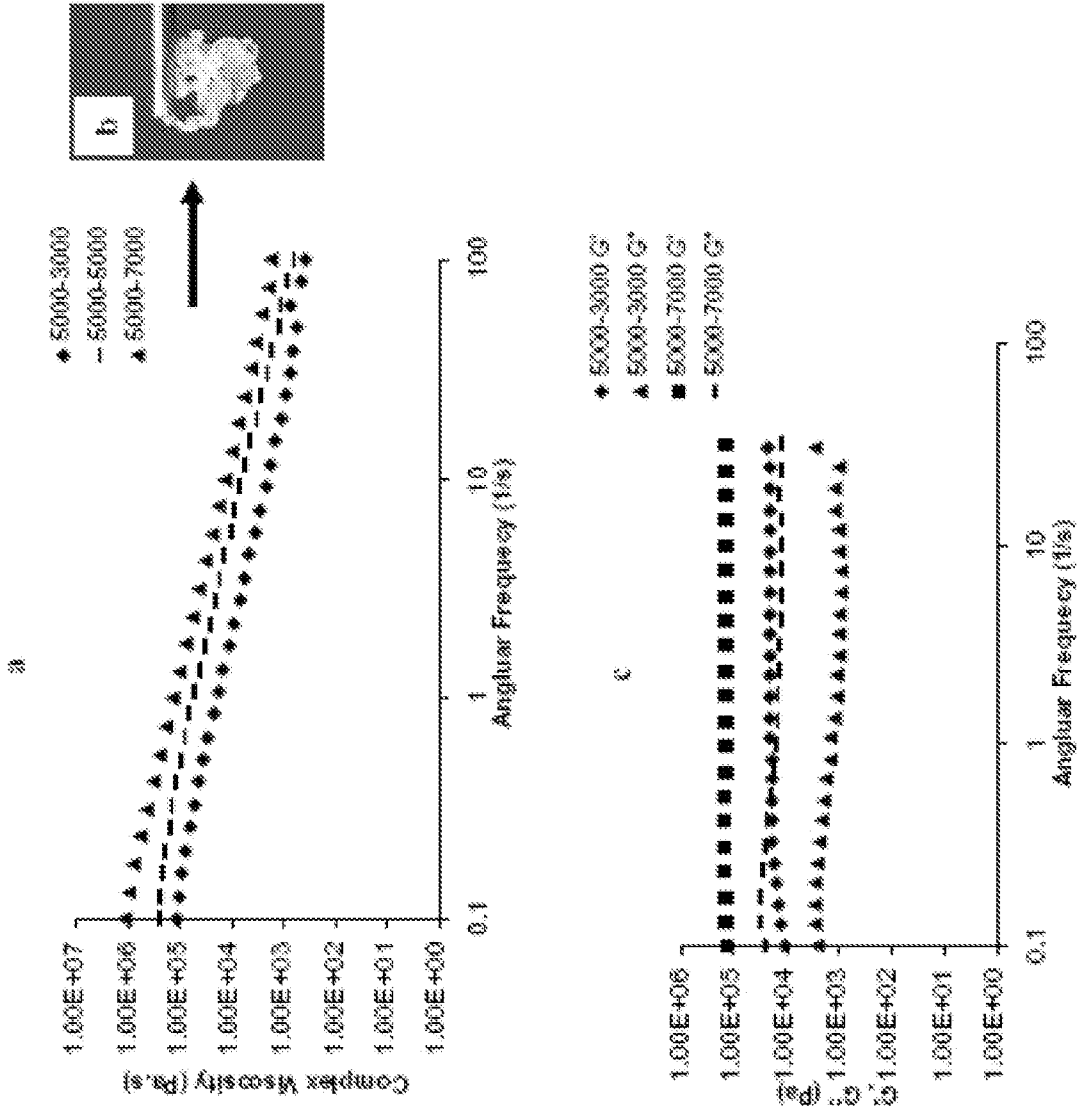 a
Complex Viscosity (Pa.s)
1.00E+07
1.00E+06
1.00E+05
1.00E+04
1.00E+03
1.00E+02
1.00E+01
1.00E+00
0.1
1
10
100
Angluar Frequecy (1/s)
5000-3000
5000-5000
5000-7000
b
c
G', G'' (Pa)
1.00E+06
1.00E+05
1.00E+04
1.00E+03
1.00E+02
1.00E+01
1.00E+00
0.1
1
10
100
Angluar Frequecy (1/s)
5000-3000 G'
5000-3000 G"
5000-7000 G'
5000-7000 G"